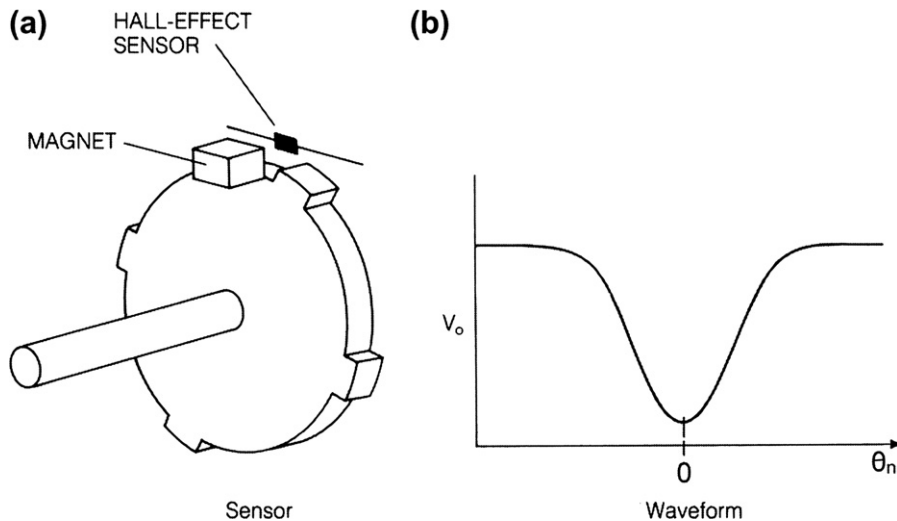 (a)
HALL-EFFECT
SENSOR
MAGNET
Sensor
(b)
Vo
0
θn
Waveform